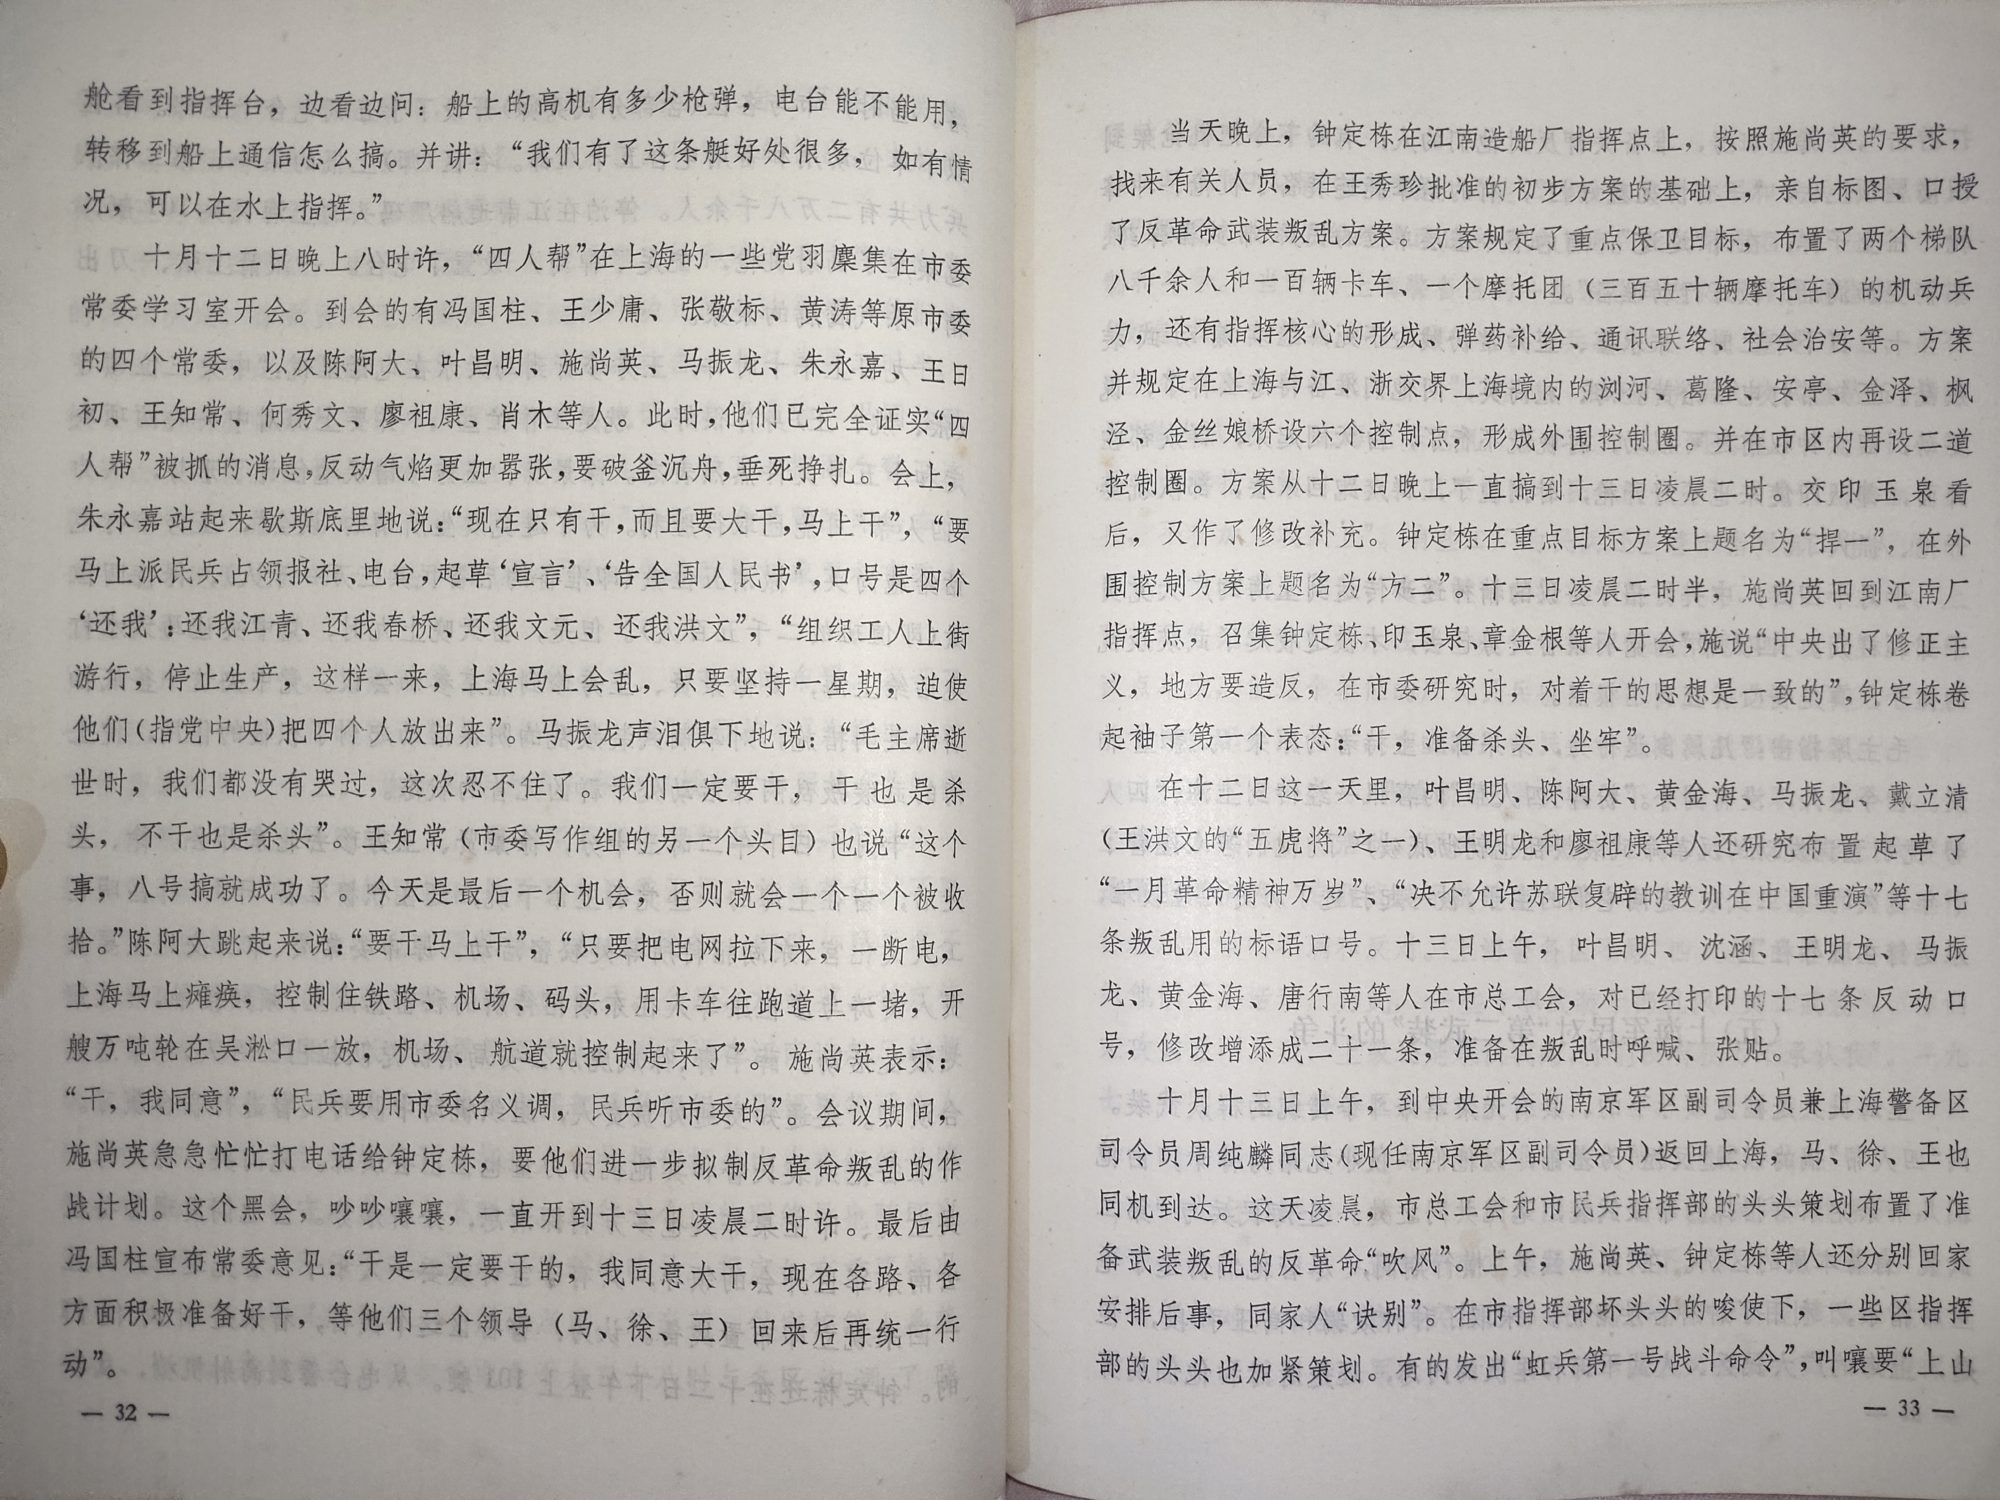 舱看到指挥台，边看边问：船上的高机有多少枪弹，电台能不能用，
转移到船上通信怎么搞。并讲：“我们有了这条艇好处很多，如有情
况，可以在水上指挥。”
十月十二日晚上八时许，“四人帮”在上海的一些党羽麇集在市委
常委学习室开会。到会的有冯国柱、王少庸、张敬标、黄涛等原市委
的四个常委，以及陈阿大、叶昌明、施尚英、马振龙、朱永嘉、王日
初、王知常、何秀文、廖祖康、肖木等人。此时，他们已完全证实“四
人帮”被抓的消息，反动气焰更加嚣张，要破釜沉舟，垂死挣扎。会上，
朱永嘉站起来歇斯底里地说：“现在只有干，而且要大干，马上干”，“要
马上派民兵占领报社、电台，起草‘宣言’、‘告全国人民书’，口号是四个
‘还我’：还我江青、还我春桥、还我文元、还我洪文”，“组织工人上街
游行，停止生产，这样一来，上海马上会乱，只要坚持一星期，迫使
他们（指党中央）把四个人放出来”。马振龙声泪俱下地说：“毛主席逝
世时，我们都没有哭过，这次忍不住了。我们一定要干，干也是杀
头，不干也是杀头”。王知常（市委写作组的另一个头目）也说“这个
事，八号搞就成功了。今天是最后一个机会，否则就会一个一个被收
拾。”陈阿大跳起来说：“要干马上干”，“只要把电网拉下来，一断电，
上海马上瘫痪，控制住铁路、机场、码头，用卡车往跑道上一堵，开
艘万吨轮在吴淞口一放，机场、航道就控制起来了”。施尚英表示：
“干，我同意”，“民兵要用市委名义调，民兵听市委的”。会议期间，
施尚英急急忙忙打电话给钟定栋，要他们进一步拟制反革命叛乱的作
战计划。这个黑会，吵吵嚷嚷，一直开到十三日凌晨二时许。最后由
冯国柱宣布常委意见：“干是一定要干的，我同意大干，现在各路、各
方面积极准备好干，等他们三个领导（马、徐、王）回来后再统一行
动”。
— 32 —
当天晚上，钟定栋在江南造船厂指挥点上，按照施尚英的要求，
找来有关人员，在王秀珍批准的初步方案的基础上，亲自标图、口授
了反革命武装叛乱方案。方案规定了重点保卫目标，布置了两个梯队
八千余人和一百辆卡车、一个摩托团（三百五十辆摩托车）的机动兵
力，还有指挥核心的形成、弹药补给、通讯联络、社会治安等。方案
并规定在上海与江、浙交界上海境内的浏河、葛隆、安亭、金泽、枫
泾、金丝娘桥设六个控制点，形成外围控制圈。并在市区内再设二道
控制圈。方案从十二日晚上一直搞到十三日凌晨二时。交印玉泉看
后，又作了修改补充。钟定栋在重点目标方案上题名为“捍一”，在外
围控制方案上题名为“方二”。十三日凌晨二时半，施尚英回到江南厂
指挥点，召集钟定栋、印玉泉、章金根等人开会，施说“中央出了修正主
义，地方要造反，在市委研究时，对着干的思想是一致的”，钟定栋卷
起袖子第一个表态：“干，准备杀头、坐牢”。
在十二日这一天里，叶昌明、陈阿大、黄金海、马振龙、戴立清
（王洪文的“五虎将”之一）、王明龙和廖祖康等人还研究布置起草了
“一月革命精神万岁”、“决不允许苏联复辟的教训在中国重演”等十七
条叛乱用的标语口号。十三日上午，叶昌明、沈涵、王明龙、马振
龙、黄金海、唐行南等人在市总工会，对已经打印的十七条反动口
号，修改增添成二十一条，准备在叛乱时呼喊、张贴。
十月十三日上午，到中央开会的南京军区副司令员兼上海警备区
司令员周纯麟同志（现任南京军区副司令员）返回上海，马、徐、王也
同机到达。这天凌晨，市总工会和市民兵指挥部的头头策划布置了准
备武装叛乱的反革命“吹风”。上午，施尚英、钟定栋等人还分别回家
安排后事，同家人“诀别”。在市指挥部坏头头的唆使下，一些区指挥
部的头头也加紧策划。有的发出“虹兵第一号战斗命令”，叫嚷要“上山
— 33 —